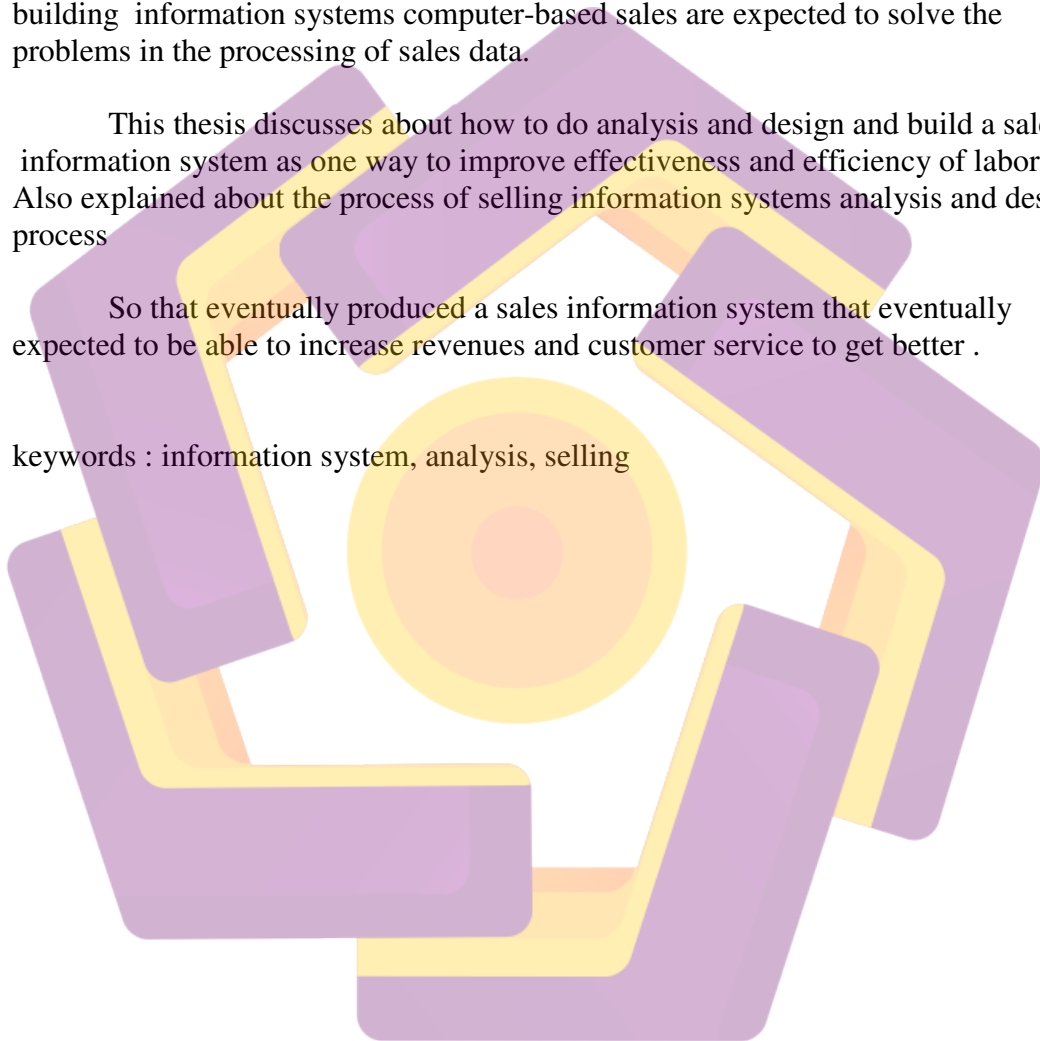 building information systems computer-based sales are expected to solve the
problems in the processing of sales data.
This thesis discusses about how to do analysis and design and build a
information system as one way to improve effectiveness and efficiency of labor
Also explained about the process of selling information systems analysis and
process
So that eventually produced a sales information system that eventually
expected to be able to increase revenues and customer service to get better .
keywords : information system, analysis, selling